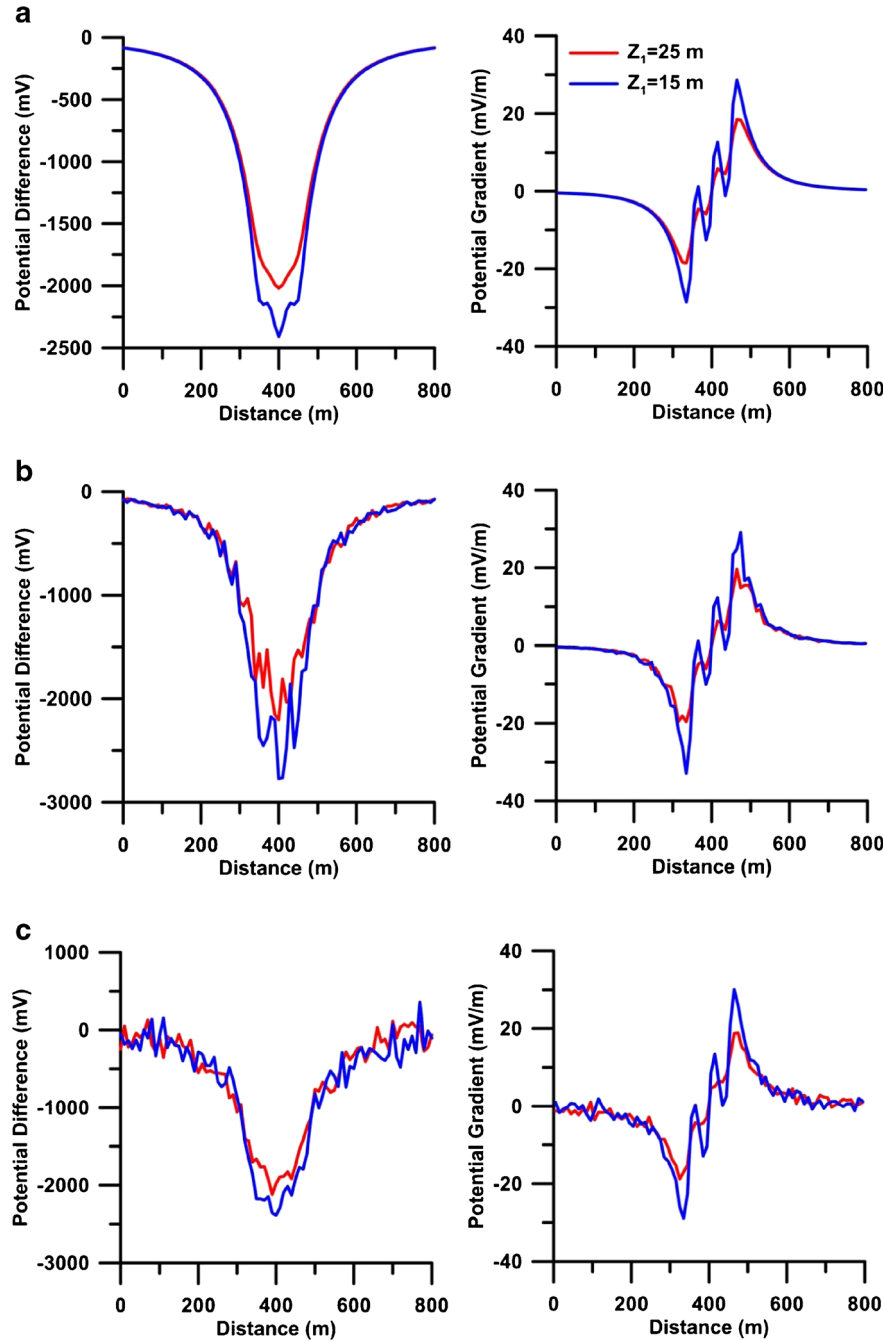 a
0
-500
-1000
-1500
-2000
-2500
Potential Difference (mV)
0 200 400 600 800
Distance (m)
40
20
0
-20
-40
Potential Gradient (mV/m)
Z1=25 m
Z1=15 m
0 200 400 600 800
Distance (m)
b
0
-1000
-2000
-3000
Potential Difference (mV)
0 200 400 600 800
Distance (m)
40
20
0
-20
-40
Potential Gradient (mV/m)
0 200 400 600 800
Distance (m)
c
1000
0
-1000
-2000
-3000
Potential Difference (mV)
0 200 400 600 800
Distance (m)
40
20
0
-20
-40
Potential Gradient (mV/m)
0 200 400 600 800
Distance (m)